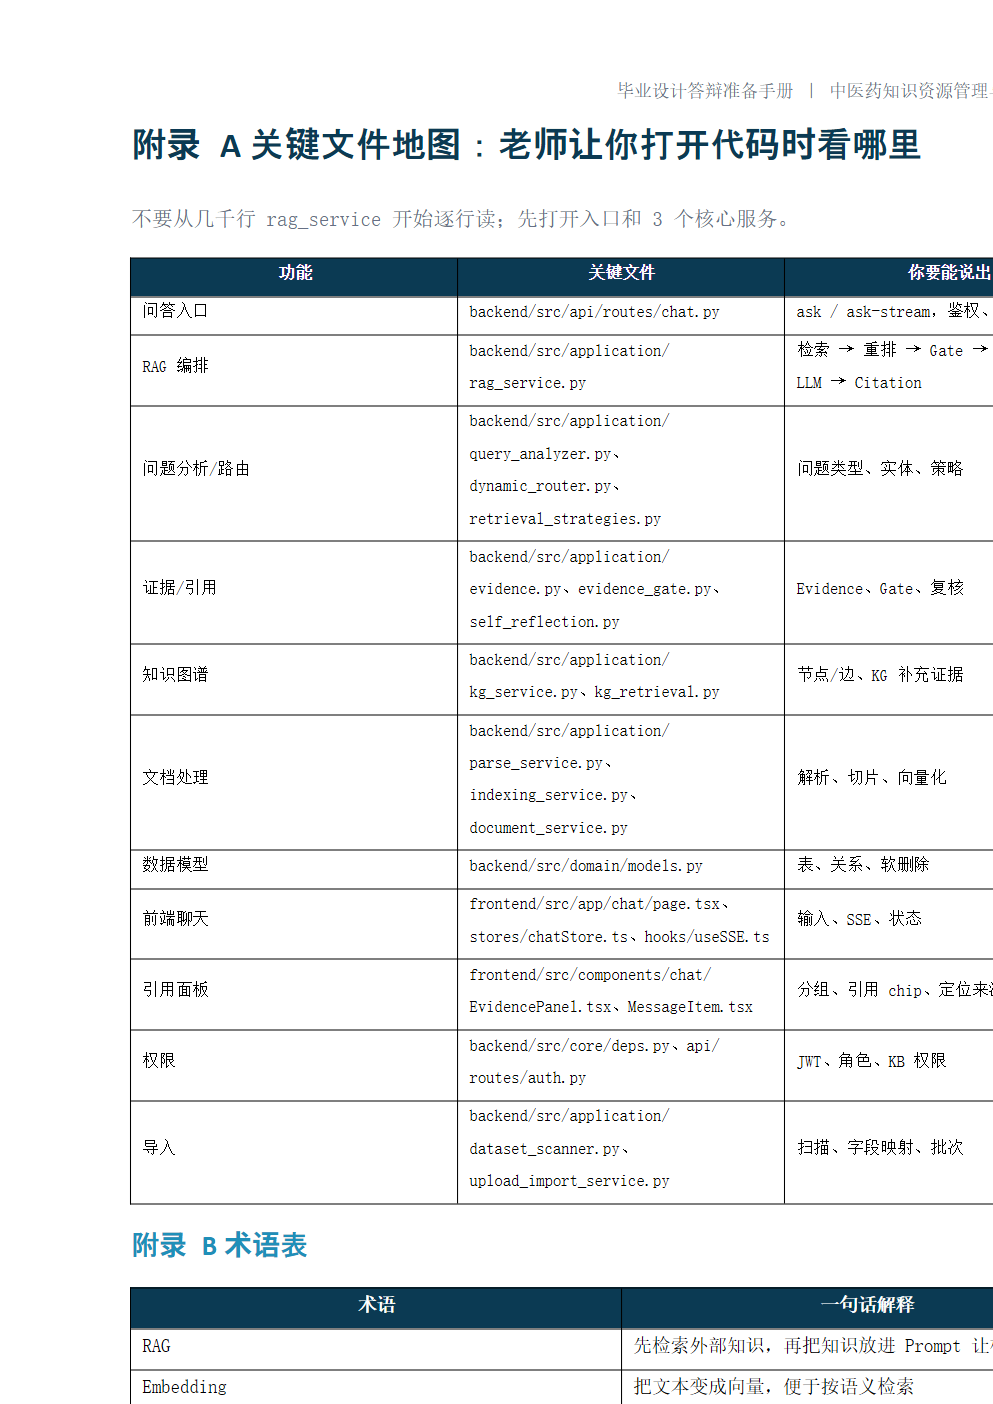 毕业设计答辩准备手册 | 中医药知识资源管理
附录 A 关键文件地图：老师让你打开代码时看哪里
不要从几千行 rag_service 开始逐行读；先打开入口和 3 个核心服务。
功能 关键文件 你要能说出
问答入口 backend/src/api/routes/chat.py ask / ask-stream，鉴权、
RAG 编排
backend/src/application/
rag_service.py
检索 → 重排 → Gate →
LLM → Citation
问题分析/路由
backend/src/application/
query_analyzer.py、
dynamic_router.py、
retrieval_strategies.py
问题类型、实体、策略
证据/引用
backend/src/application/
evidence.py、evidence_gate.py、
self_reflection.py
Evidence、Gate、复核
知识图谱
backend/src/application/
kg_service.py、kg_retrieval.py
节点/边、KG 补充证据
文档处理
backend/src/application/
parse_service.py、
indexing_service.py、
document_service.py
解析、切片、向量化
数据模型 backend/src/domain/models.py 表、关系、软删除
前端聊天
frontend/src/app/chat/page.tsx、
stores/chatStore.ts、hooks/useSSE.ts
输入、SSE、状态
引用面板
frontend/src/components/chat/
EvidencePanel.tsx、MessageItem.tsx
分组、引用 chip、定位来
权限
backend/src/core/deps.py、api/
routes/auth.py
JWT、角色、KB 权限
导入
backend/src/application/
dataset_scanner.py、
upload_import_service.py
扫描、字段映射、批次
附录 B 术语表
术语 一句话解释
RAG 先检索外部知识，再把知识放进 Prompt 让
Embedding 把文本变成向量，便于按语义检索